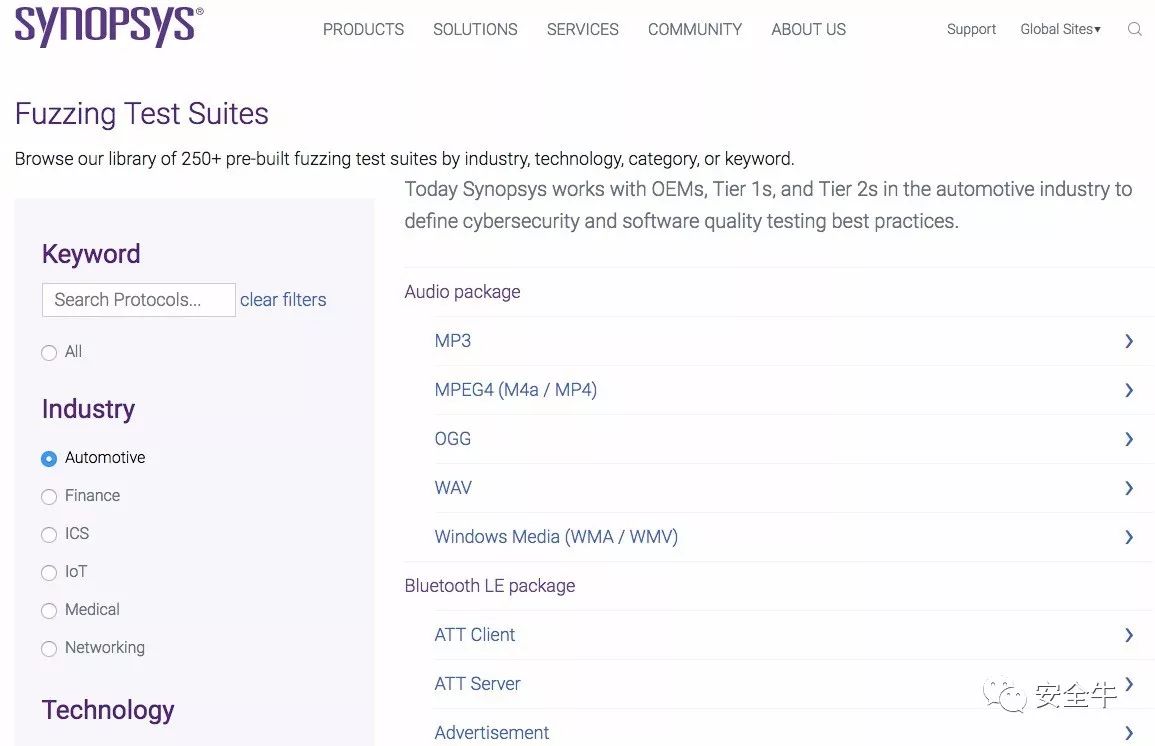 SYNOPSYS®
PRODUCTS SOLUTIONS SERVICES COMMUNITY ABOUT US Support Global Sites▾
Fuzzing Test Suites
Browse our library of 250+ pre-built fuzzing test suites by industry, technology, category, or keyword.
Keyword
Search Protocols... clear filters
All
Industry
Automotive
Finance
ICS
IoT
Medical
Networking
Technology
Today Synopsys works with OEMs, Tier 1s, and Tier 2s in the automotive industry to
define cybersecurity and software quality testing best practices.
Audio package
MP3
MPEG4 (M4a / MP4)
OGG
WAV
Windows Media (WMA / WMV)
Bluetooth LE package
ATT Client
ATT Server
Advertisement
安全牛